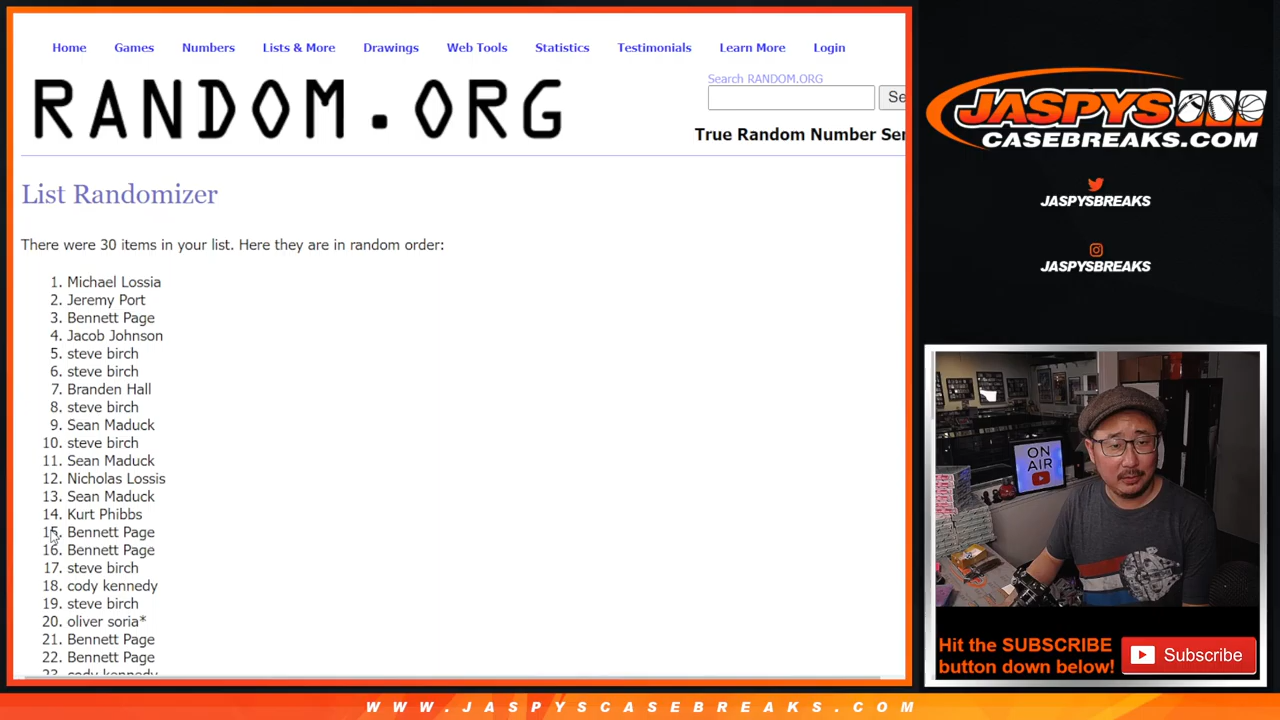 Home Games Numbers Lists & More Drawings Web Tools Statistics Testimonials Learn More Login
RANDOM.ORG
Search RANDOM.ORG
Se
True Random Number Ser
List Randomizer
There were 30 items in your list. Here they are in random order:
1. Michael Lossia
2. Jeremy Port
3. Bennett Page
4. Jacob Johnson
5. steve birch
6. steve birch
7. Branden Hall
8. steve birch
9. Sean Maduck
10. steve birch
11. Sean Maduck
12. Nicholas Lossis
13. Sean Maduck
14. Kurt Phibbs
15. Bennett Page
16. Bennett Page
17. steve birch
18. cody kennedy
19. steve birch
20. oliver soria*
21. Bennett Page
22. Bennett Page
23. cody kennedy
JASPYS
CASEBREAKS.COM
JASPYSBREAKS
JASPYSBREAKS
ON
AIR
Hit the SUBSCRIBE
button down below!
Subscribe
WWW.JASPYSCASEBREAKS.COM